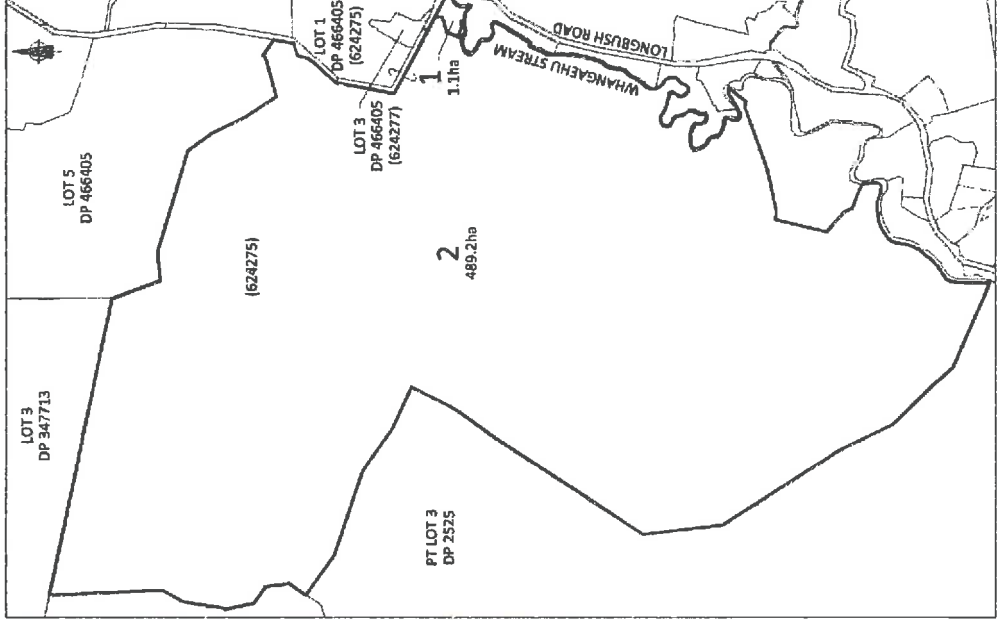 LOT 3
DP 347713
LOT 5
DP 466405
LOT 1
DP 466405
(624275)
LOT 3
DP 466405
(624277)
1
1.1ha
(624275)
2
489.2ha
PT LOT 3
DP 2525
LONGBUSH ROAD
WHANGAEHU STREAM